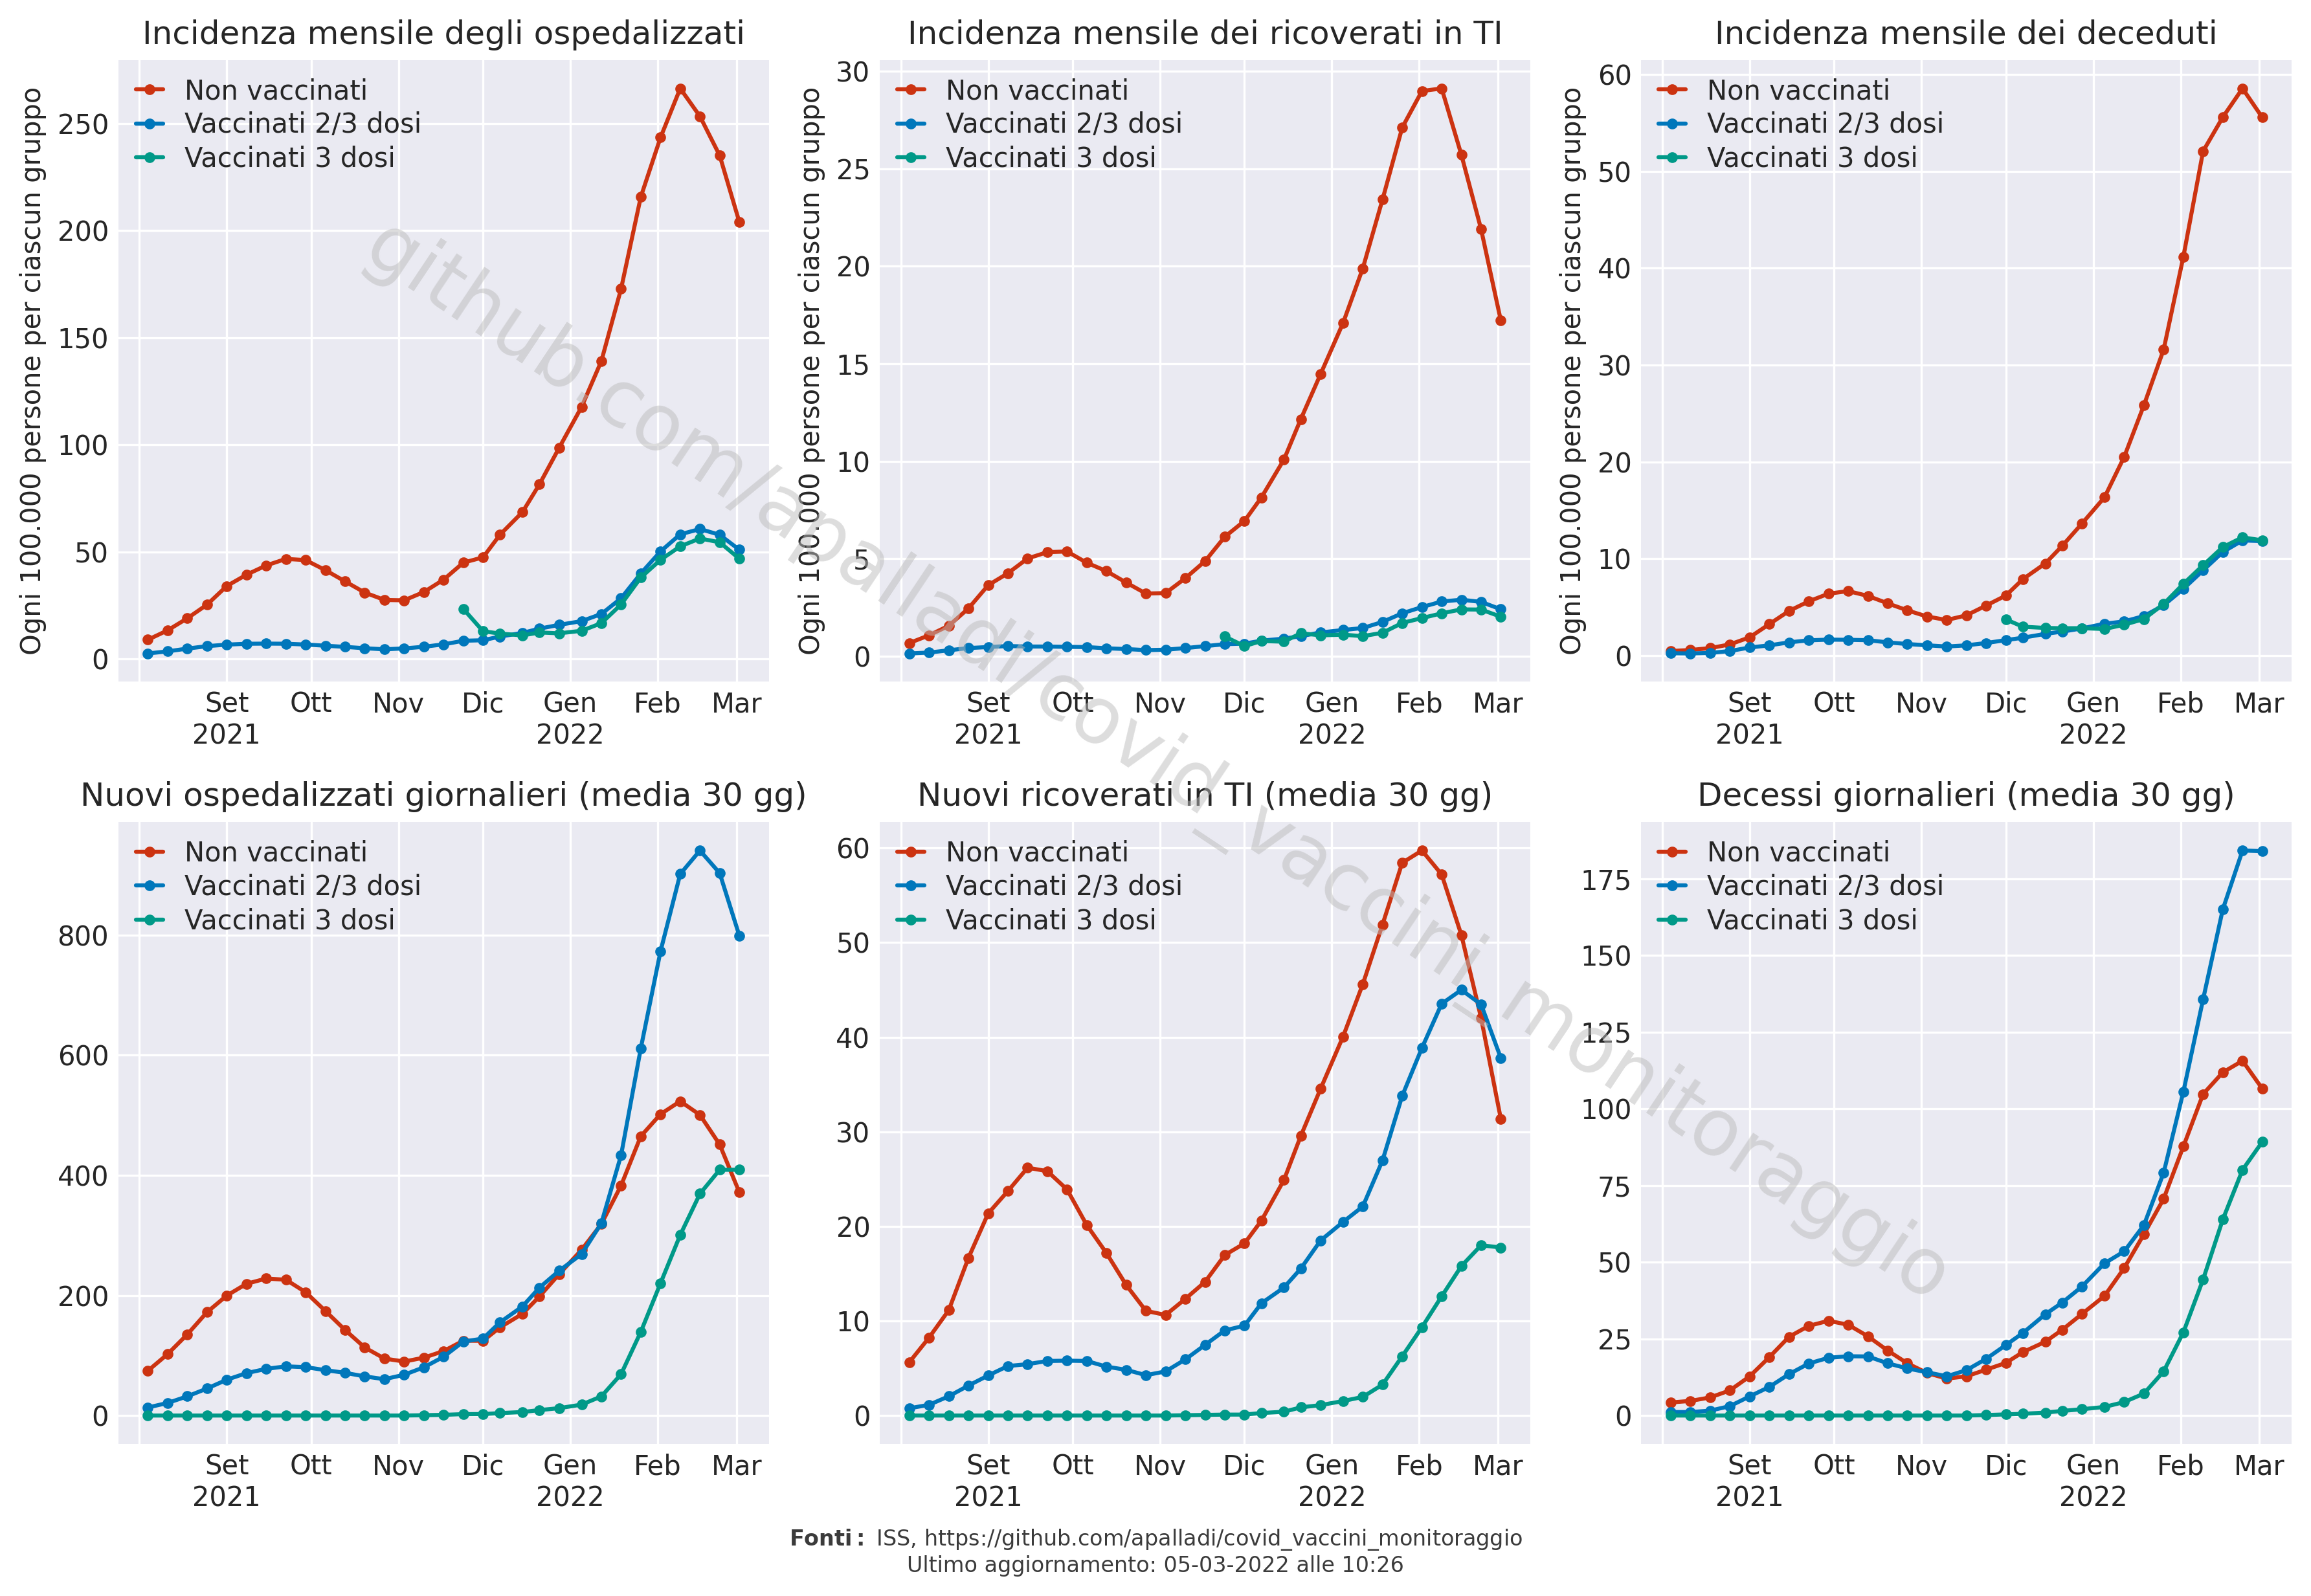 Incidenza mensile degli ospedalizzati
Ogni 100.000 persone per ciascun gruppo
250
200
150
100
50
0
Non vaccinati
Vaccinati 2/3 dosi
Vaccinati 3 dosi
Set Ott Nov Dic Gen Feb Mar
2021 2022
Incidenza mensile dei ricoverati in TI
Ogni 100.000 persone per ciascun gruppo
30
25
20
15
10
5
0
Non vaccinati
Vaccinati 2/3 dosi
Vaccinati 3 dosi
Set Ott Nov Dic Gen Feb Mar
2021 2022
Incidenza mensile dei deceduti
Ogni 100.000 persone per ciascun gruppo
60
50
40
30
20
10
0
Non vaccinati
Vaccinati 2/3 dosi
Vaccinati 3 dosi
Set Ott Nov Dic Gen Feb Mar
2021 2022
github.com/apalladi/covid_vaccini_monitoraggio
Nuovi ospedalizzati giornalieri (media 30 gg)
800
600
400
200
0
Non vaccinati
Vaccinati 2/3 dosi
Vaccinati 3 dosi
Set Ott Nov Dic Gen Feb Mar
2021 2022
Nuovi ricoverati in TI (media 30 gg)
60
50
40
30
20
10
0
Non vaccinati
Vaccinati 2/3 dosi
Vaccinati 3 dosi
Set Ott Nov Dic Gen Feb Mar
2021 2022
Decessi giornalieri (media 30 gg)
175
150
125
100
75
50
25
0
Non vaccinati
Vaccinati 2/3 dosi
Vaccinati 3 dosi
Set Ott Nov Dic Gen Feb Mar
2021 2022
Fonti: ISS, https://github.com/apalladi/covid_vaccini_monitoraggio
Ultimo aggiornamento: 05-03-2022 alle 10:26